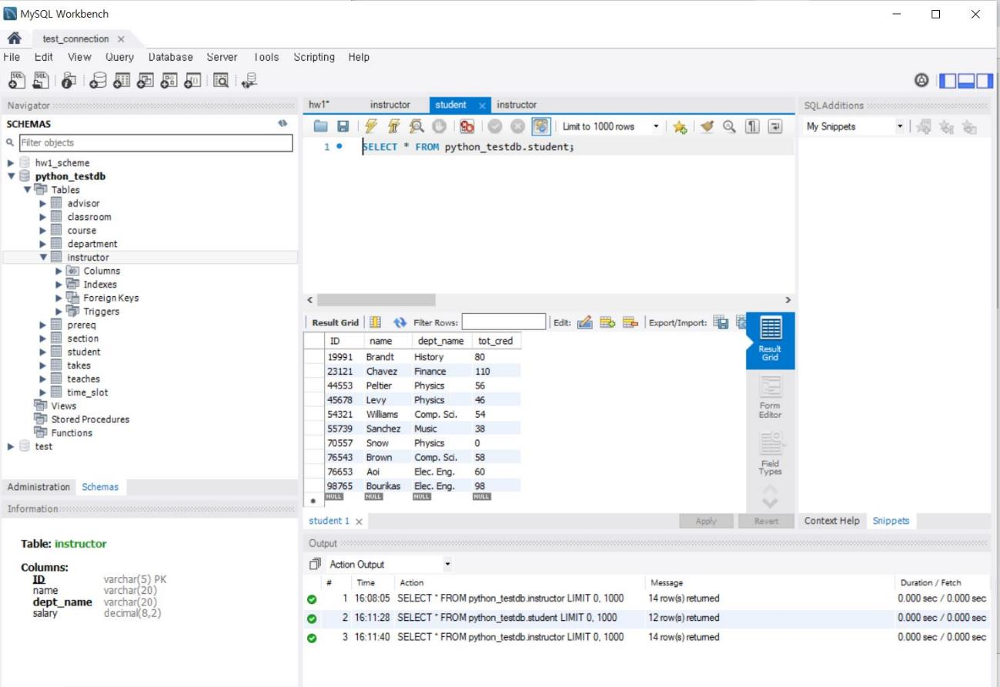 MySQL Workbench
test_connection
File Edit View Query Database Server Tools Scripting Help
Navigator
SCHEMAS
Filter objects
hw1_scheme
python_testdb
Tables
advisor
classroom
course
department
instructor
Columns
Indexes
Foreign Keys
Triggers
prereq
section
student
takes
teaches
time_slot
Views
Stored Procedures
Functions
test
Administration Schemas
Information
Table: instructor
Columns:
ID varchar(5) PK
name varchar(20)
dept_name varchar(20)
salary decimal(8,2)
hw1* instructor student instructor
Limit to 1000 rows
1 SELECT * FROM python_testdb.student;
Result Grid Filter Rows: Edit: Export/Import:
ID name dept_name tot_cred
19991 Brandt History 80
23121 Chavez Finance 110
44553 Peltier Physics 56
45678 Levy Physics 46
54321 Williams Comp. Sci. 54
55739 Sanchez Music 38
70557 Snow Physics 0
76543 Brown Comp. Sci. 58
76653 Aoi Elec. Eng. 60
98765 Bourikas Elec. Eng. 98
* NULL NULL NULL NULL
Result
Grid
Form
Editor
Field
Types
student 1 Apply Revert
Output
Action Output
# Time Action Message Duration / Fetch
1 16:08:05 SELECT * FROM python_testdb.instructor LIMIT 0, 1000 14 row(s) returned 0.000 sec / 0.000 sec
2 16:11:28 SELECT * FROM python_testdb.student LIMIT 0, 1000 12 row(s) returned 0.000 sec / 0.000 sec
3 16:11:40 SELECT * FROM python_testdb.instructor LIMIT 0, 1000 14 row(s) returned 0.000 sec / 0.000 sec
SQLAdditions
My Snippets
Context Help Snippets